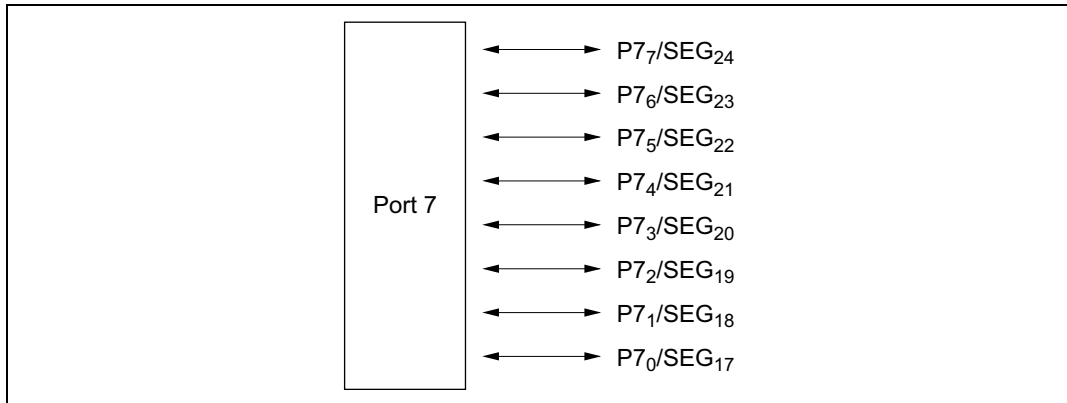 P7₇/SEG₂₄
P7₆/SEG₂₃
P7₅/SEG₂₂
P7₄/SEG₂₁
Port 7
P7₃/SEG₂₀
P7₂/SEG₁₉
P7₁/SEG₁₈
P7₀/SEG₁₇